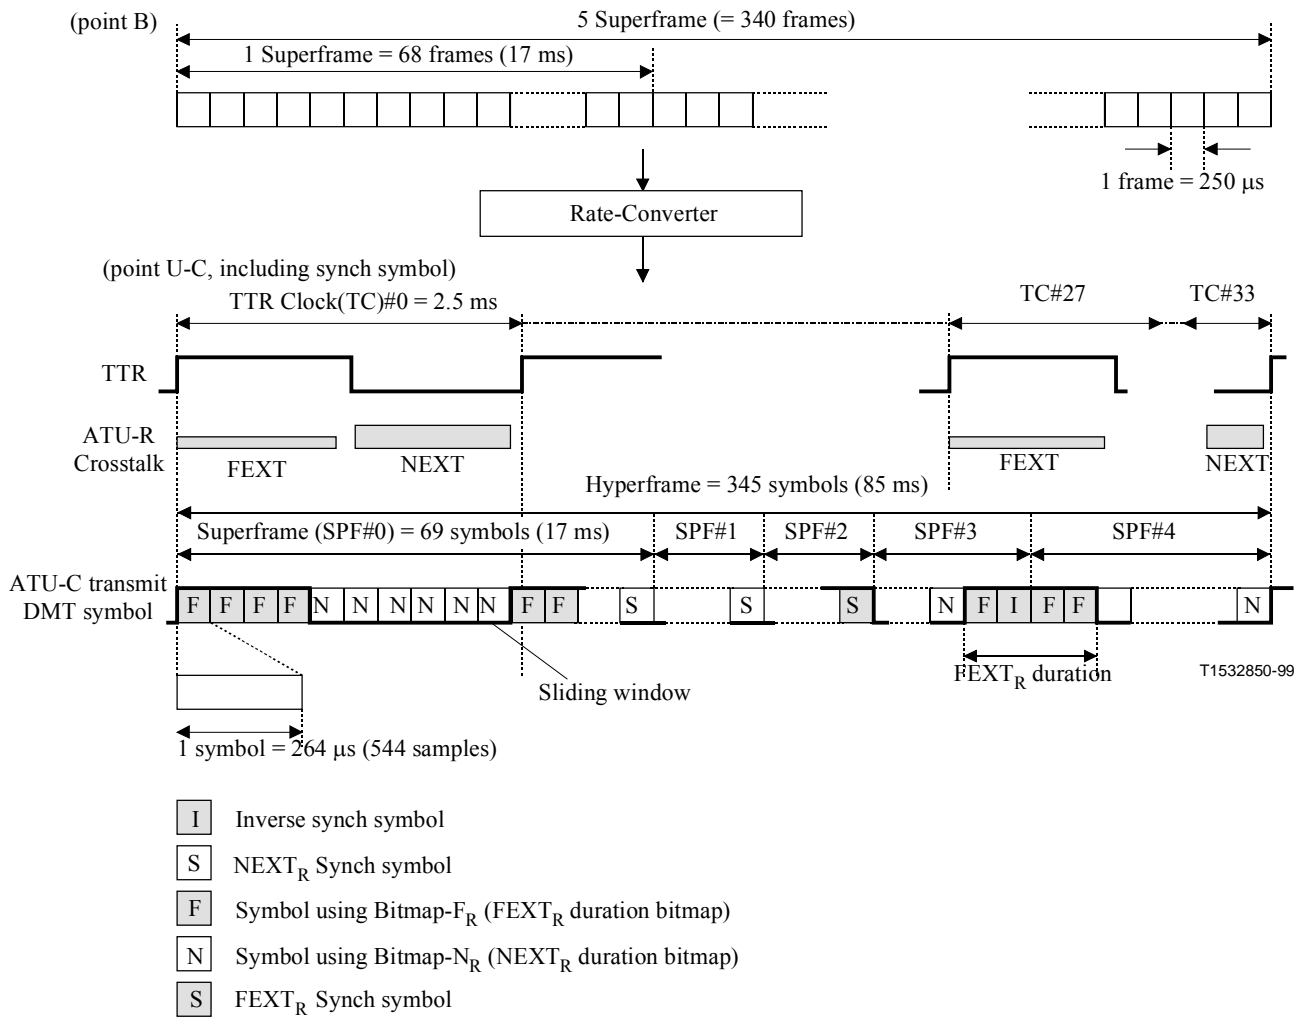 (point B)
5 Superframe (= 340 frames)
1 Superframe = 68 frames (17 ms)
1 frame = 250 μs
Rate-Converter
(point U-C, including synch symbol)
TTR Clock(TC)#0 = 2.5 ms
TC#27
TC#33
TTR
ATU-R
Crosstalk
FEXT
NEXT
FEXT
NEXT
Hyperframe = 345 symbols (85 ms)
Superframe (SPF#0) = 69 symbols (17 ms)
SPF#1
SPF#2
SPF#3
SPF#4
ATU-C transmit
DMT symbol
F F F F N N N N N N F F S S S N F I F F N
FEXTR duration
T1532850-99
Sliding window
1 symbol = 264 μs (544 samples)
I Inverse synch symbol
S NEXTR Synch symbol
F Symbol using Bitmap-FR (FEXTR duration bitmap)
N Symbol using Bitmap-NR (NEXTR duration bitmap)
S FEXTR Synch symbol